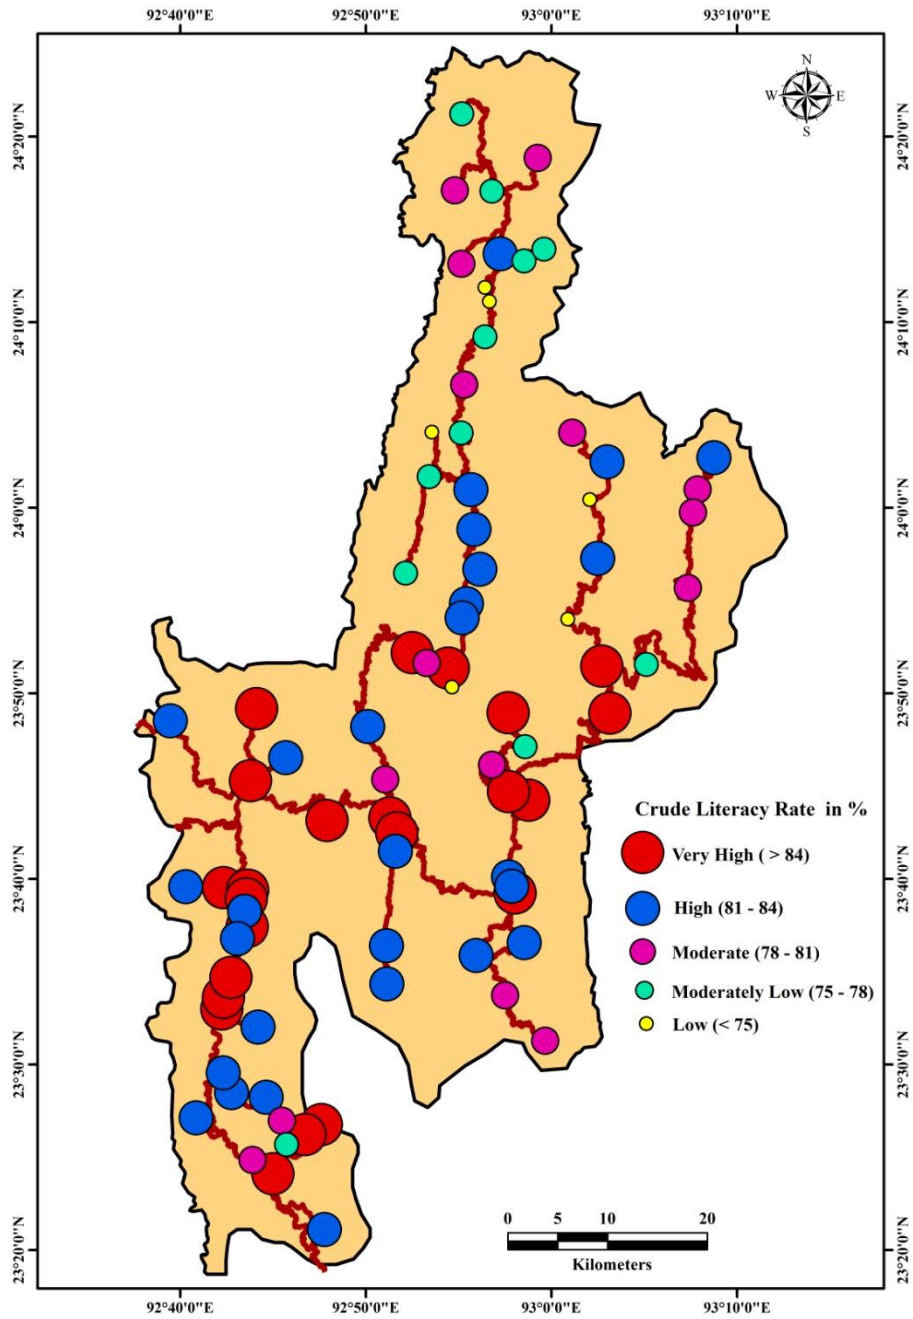 92°40'0"E 92°50'0"E 93°0'0"E 93°10'0"E
N
W E
S
24°20'0"N 24°20'0"N
24°10'0"N 24°10'0"N
24°0'0"N 24°0'0"N
23°50'0"N 23°50'0"N
Crude Literacy Rate in %
Very High ( > 84)
23°40'0"N 23°40'0"N
High (81 - 84)
Moderate (78 - 81)
Moderately Low (75 - 78)
Low (< 75)
23°30'0"N 23°30'0"N
0 5 10 20
Kilometers
23°20'0"N 23°20'0"N
92°40'0"E 92°50'0"E 93°0'0"E 93°10'0"E